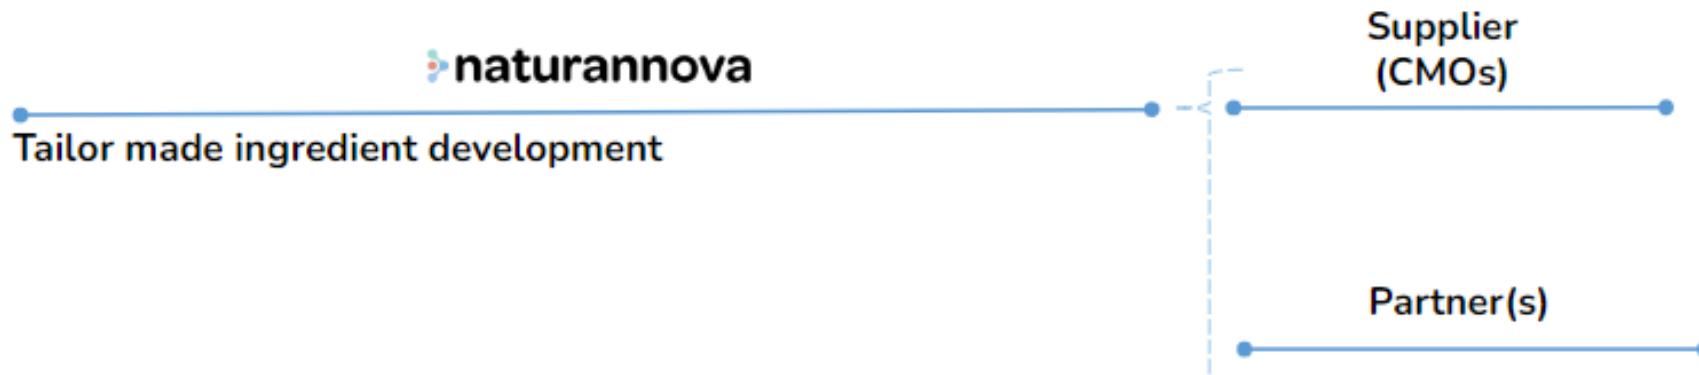 naturannova
Tailor made ingredient development
Supplier
(CMOs)
Partner(s)